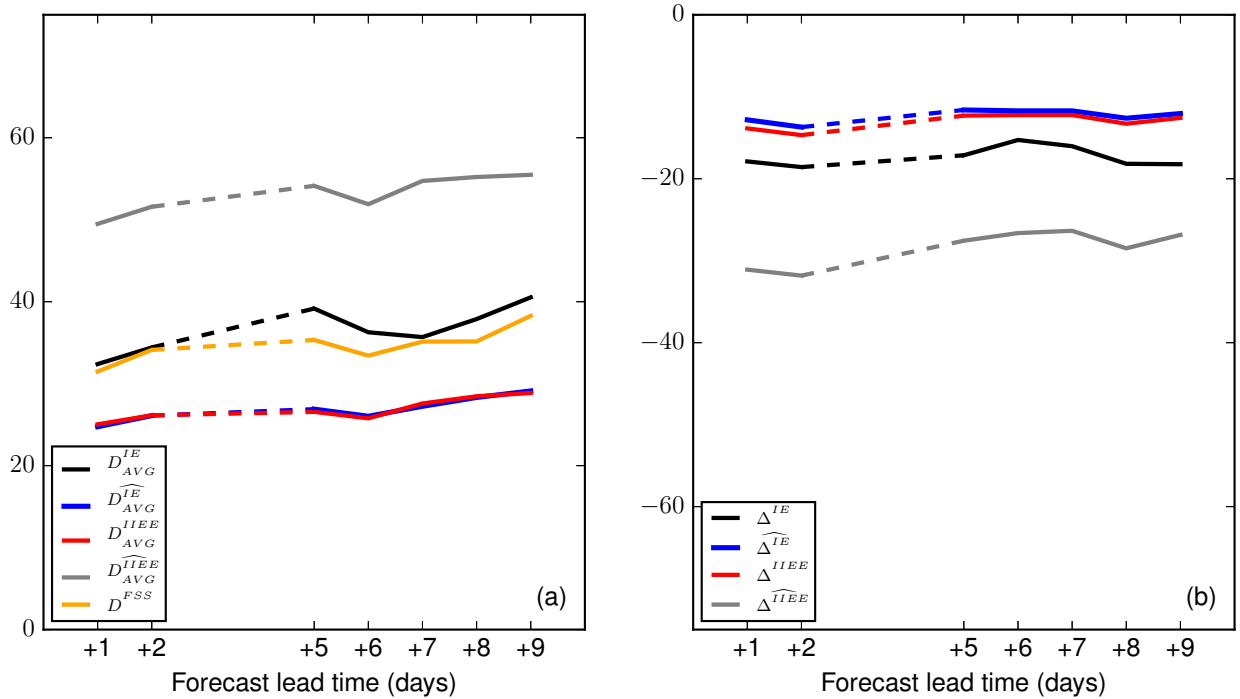 60
40
20
0
D^{IE}_{AVG}
D^{\widehat{IE}}_{AVG}
D^{IIEE}_{AVG}
D^{\widehat{IIEE}}_{AVG}
D^{FSS}
(a)
+1 +2 +5 +6 +7 +8 +9
Forecast lead time (days)
0
−20
−40
−60
Δ^{IE}
Δ^{\widehat{IE}}
Δ^{IIEE}
Δ^{\widehat{IIEE}}
(b)
+1 +2 +5 +6 +7 +8 +9
Forecast lead time (days)